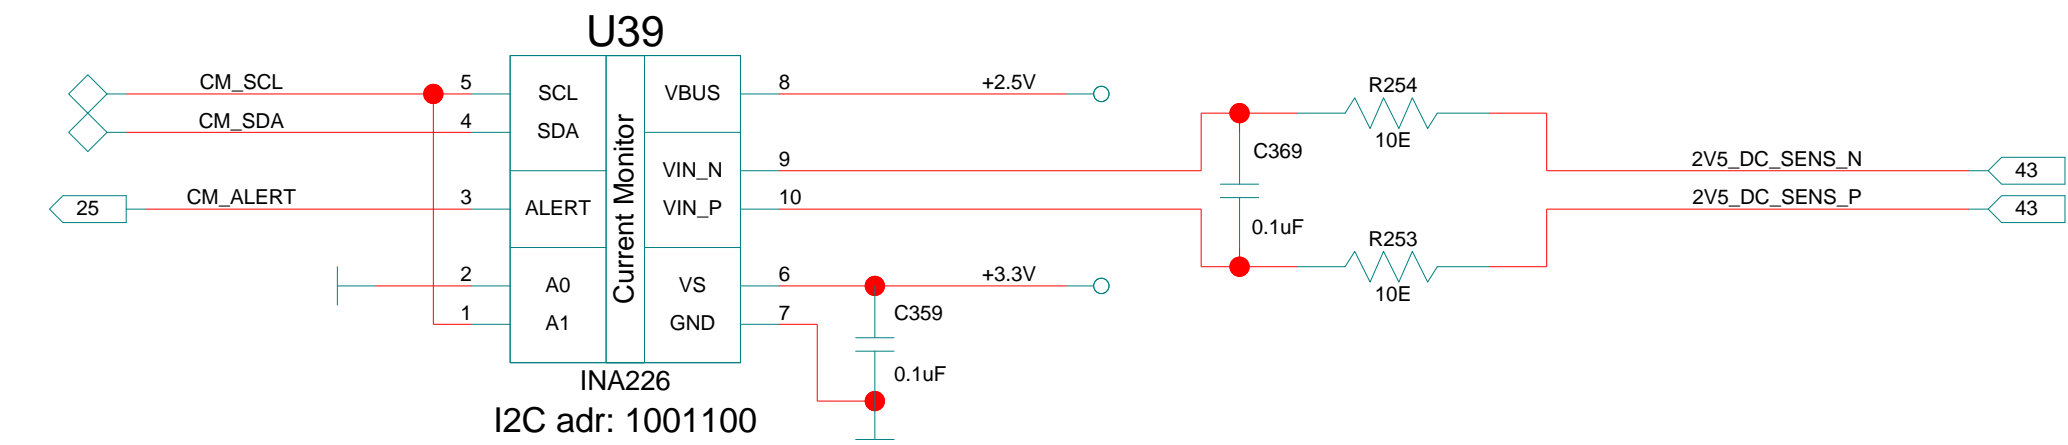 U39
CM_SCL
5
SCL
VBUS
8
+2.5V
CM_SDA
4
SDA
R254
10E
C369
0.1uF
VIN_N
9
2V5_DC_SENS_N
43
25
CM_ALERT
3
ALERT
Current Monitor
VIN_P
10
2V5_DC_SENS_P
43
R253
10E
2
A0
VS
6
+3.3V
1
A1
GND
7
C359
0.1uF
INA226
I2C adr: 1001100